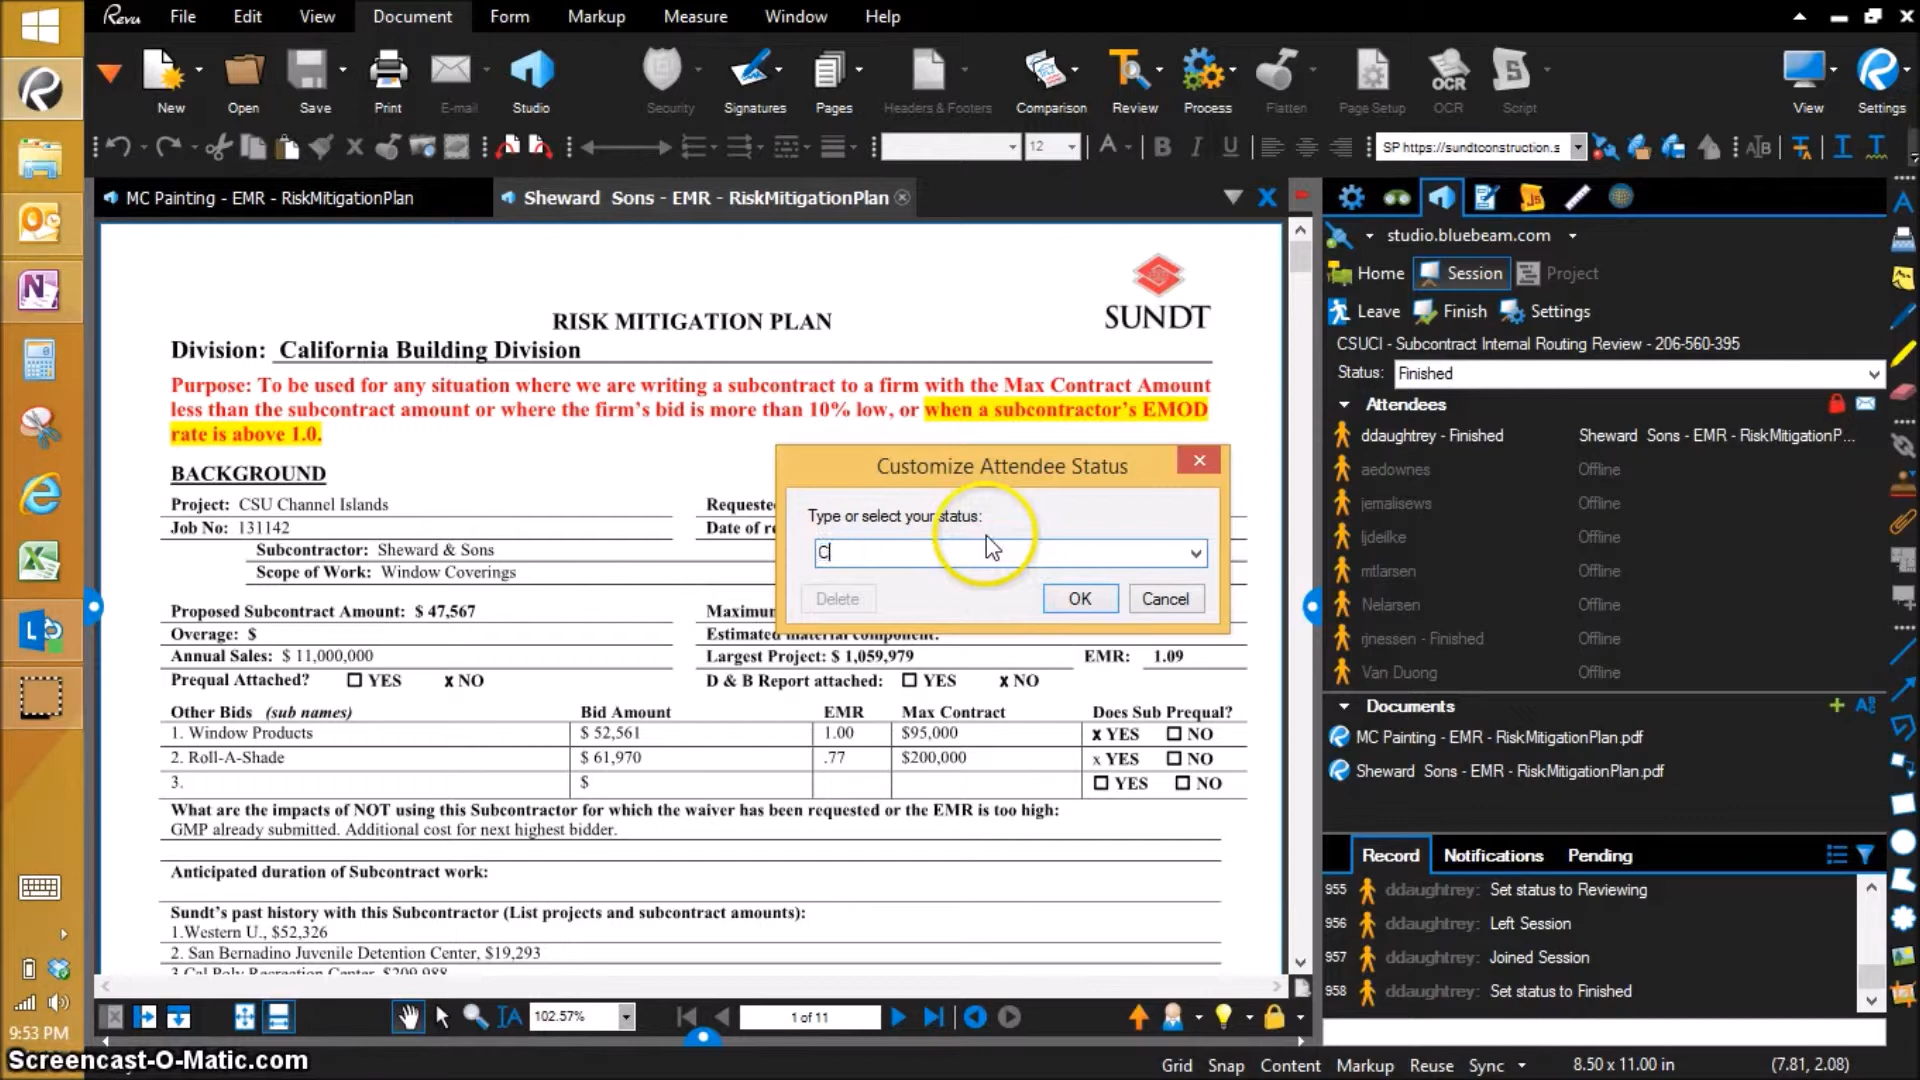 Revu File Edit View Document Form Markup Measure Window Help
New Open Save Print E-mail Studio Security Signatures Pages Headers & Footers Comparison Review Process Flatten Page Setup OCR Script View Settings
12 A B I U SP https://sundtconstruction.s
MC Painting - EMR - RiskMitigationPlan Sheward Sons - EMR - RiskMitigationPlan
SUNDT
RISK MITIGATION PLAN
Division: California Building Division
Purpose: To be used for any situation where we are writing a subcontract to a firm with the Max Contract Amount
less than the subcontract amount or where the firm's bid is more than 10% low, or when a subcontractor's EMOD
rate is above 1.0.
BACKGROUND
Project: CSU Channel Islands
Job No: 131142
Date of re
Subcontractor: Sheward & Sons
Scope of Work: Window Coverings
Proposed Subcontract Amount: $ 47,567
Overage: $
Estimated material component:
Annual Sales: $ 11,000,000 Largest Project: $ 1,059,979 EMR: 1.09
Prequal Attached? YES x NO D & B Report attached: YES x NO
Other Bids (sub names) Bid Amount EMR Max Contract Does Sub Prequal?
1. Window Products $ 52,561 1.00 $95,000 x YES NO
2. Roll-A-Shade $ 61,970 .77 $200,000 x YES NO
3. $ YES NO
What are the impacts of NOT using this Subcontractor for which the waiver has been requested or the EMR is too high:
GMP already submitted. Additional cost for next highest bidder.
Anticipated duration of Subcontract work:
Sundt's past history with this Subcontractor (List projects and subcontract amounts):
1.Western U., $52,326
2. San Bernadino Juvenile Detention Center, $19,293
3.Cal Poly Recreation Center, $209,988
Customize Attendee Status
Type or select your status:
C
Delete OK Cancel
studio.bluebeam.com
Home Session Project
Leave Finish Settings
CSUCI - Subcontract Internal Routing Review - 206-560-395
Status: Finished
Attendees
ddaughtrey - Finished Sheward Sons - EMR - RiskMitigationP...
aedownes Offline
jemalisews Offline
ljdeilke Offline
mtlarsen Offline
Nelarsen Offline
rjnessen - Finished Offline
Van Duong Offline
Documents
MC Painting - EMR - RiskMitigationPlan.pdf
Sheward Sons - EMR - RiskMitigationPlan.pdf
Record Notifications Pending
955 ddaughtrey: Set status to Reviewing
956 ddaughtrey: Left Session
957 ddaughtrey: Joined Session
958 ddaughtrey: Set status to Finished
102.57% 1 of 11
9:53 PM
Screencast-O-Matic.com
Grid Snap Content Markup Reuse Sync 8.50 x 11.00 in (7.81, 2.08)